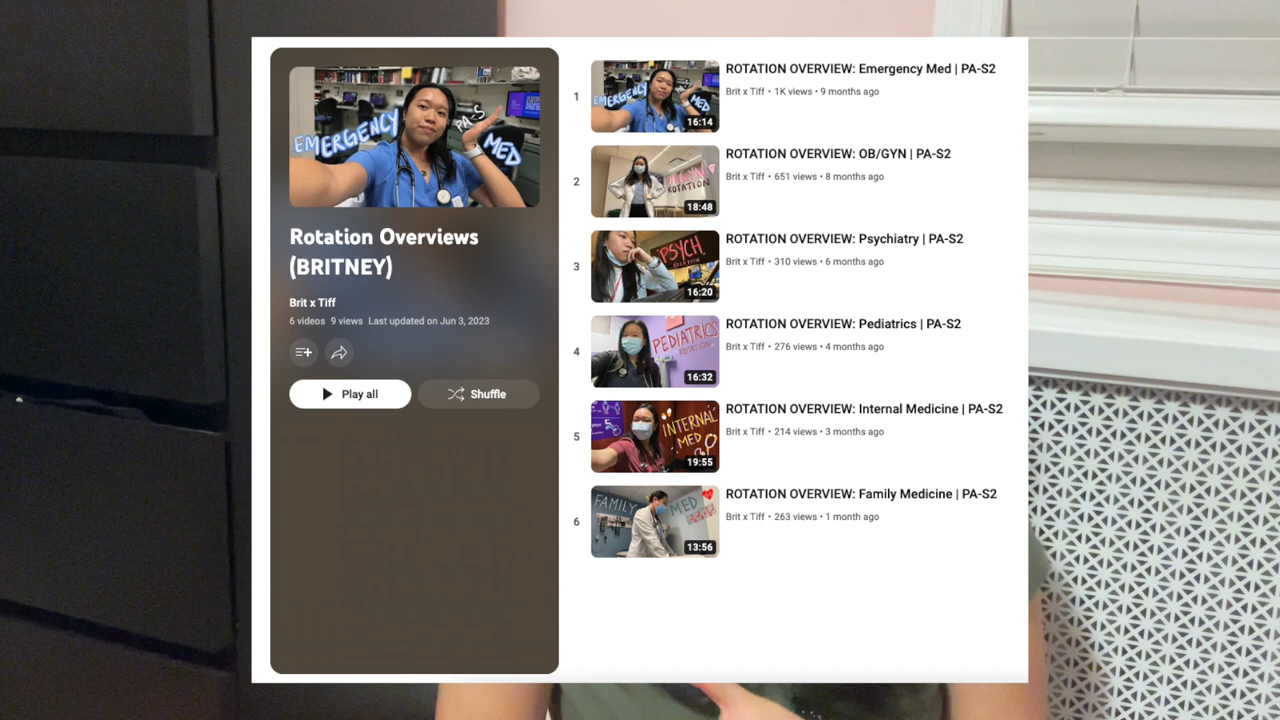 EMERGENCY
PA-S
MED
Rotation Overviews
(BRITNEY)
Brit x Tiff
6 videos 9 views Last updated on Jun 3, 2023
Play all
Shuffle
1
EMERGENCY
MED
16:14
ROTATION OVERVIEW: Emergency Med | PA-S2
Brit x Tiff • 1K views • 9 months ago
2
OB/GYN
ROTATION
18:48
ROTATION OVERVIEW: OB/GYN | PA-S2
Brit x Tiff • 651 views • 8 months ago
3
PSYCH
ROTATION
16:20
ROTATION OVERVIEW: Psychiatry | PA-S2
Brit x Tiff • 310 views • 6 months ago
4
PEDIATRICS
ROTATION
16:32
ROTATION OVERVIEW: Pediatrics | PA-S2
Brit x Tiff • 276 views • 4 months ago
5
INTERNAL
MED
19:55
ROTATION OVERVIEW: Internal Medicine | PA-S2
Brit x Tiff • 214 views • 3 months ago
6
FAMILY
MED
13:56
ROTATION OVERVIEW: Family Medicine | PA-S2
Brit x Tiff • 263 views • 1 month ago